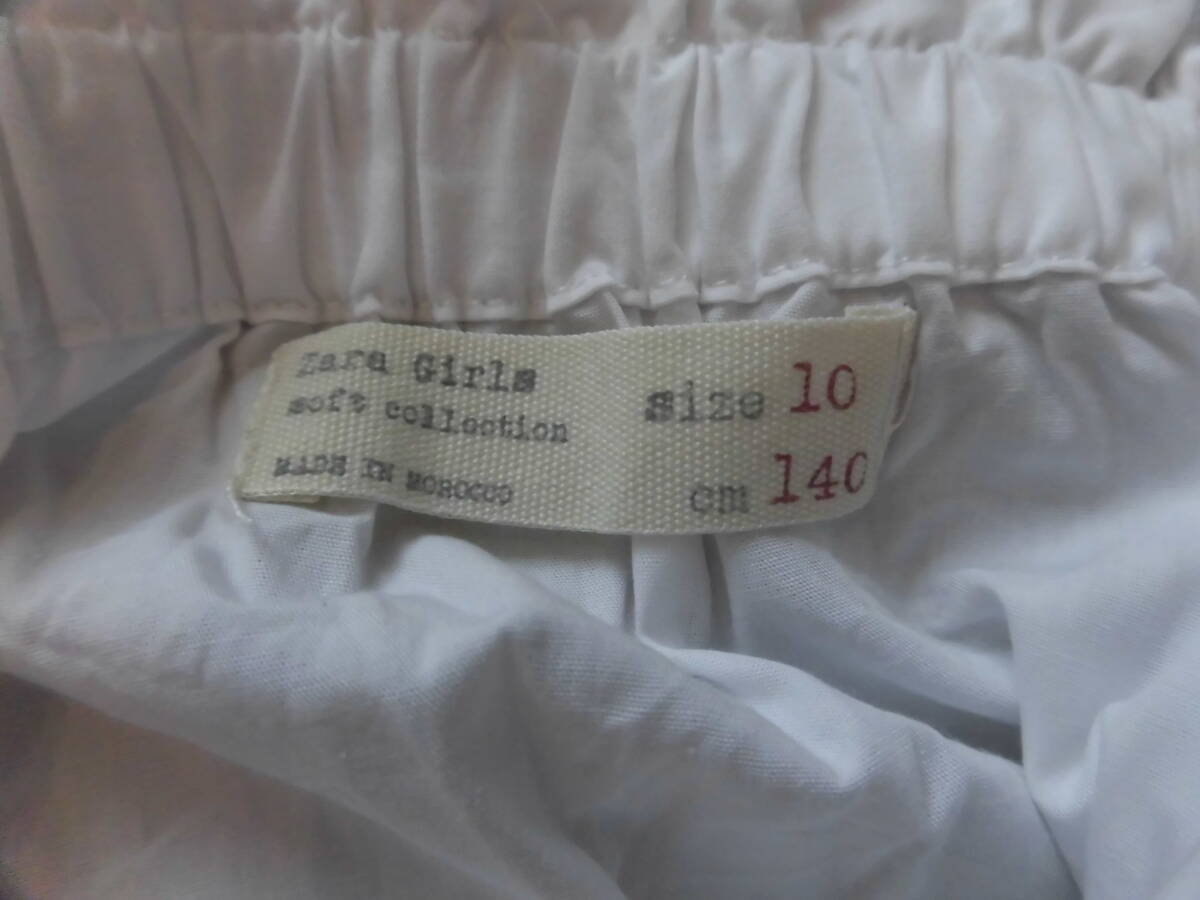 Zara Girls
soft collection
MADE IN MOROCCO
size 10
cm 140